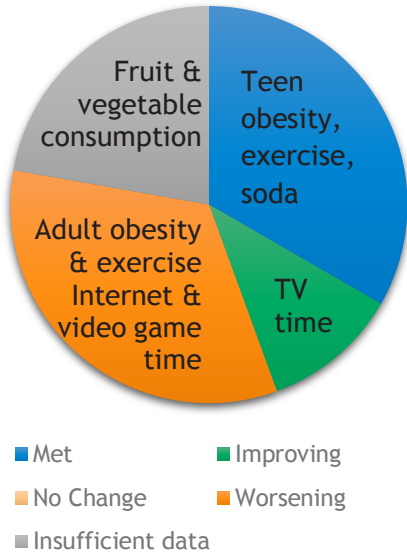 Fruit &
vegetable
consumption
Teen
obesity,
exercise,
soda
Adult obesity
& exercise
Internet &
video game
time
TV
time
Met
Improving
No Change
Worsening
Insufficient data